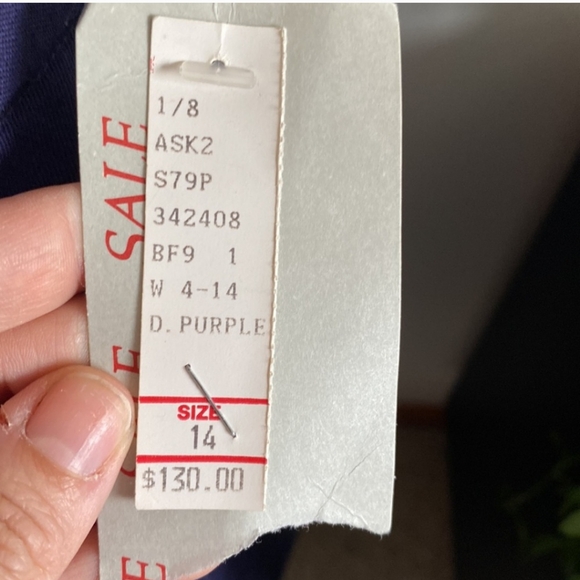 1/8
ASK2
S79P
342408
BF9 1
W 4-14
D. PURPLE
SIZE
14
$130.00
SALE